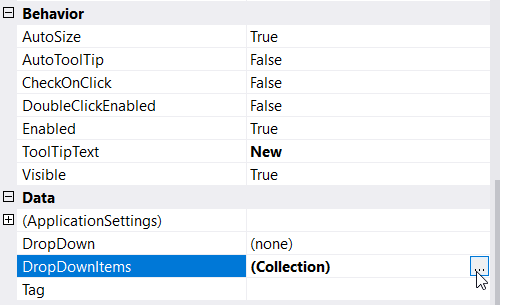 Behavior
AutoSize True
AutoToolTip False
CheckOnClick False
DoubleClickEnabled False
Enabled True
ToolTipText New
Visible True
Data
(ApplicationSettings)
DropDown (none)
DropDownItems (Collection) ...
Tag